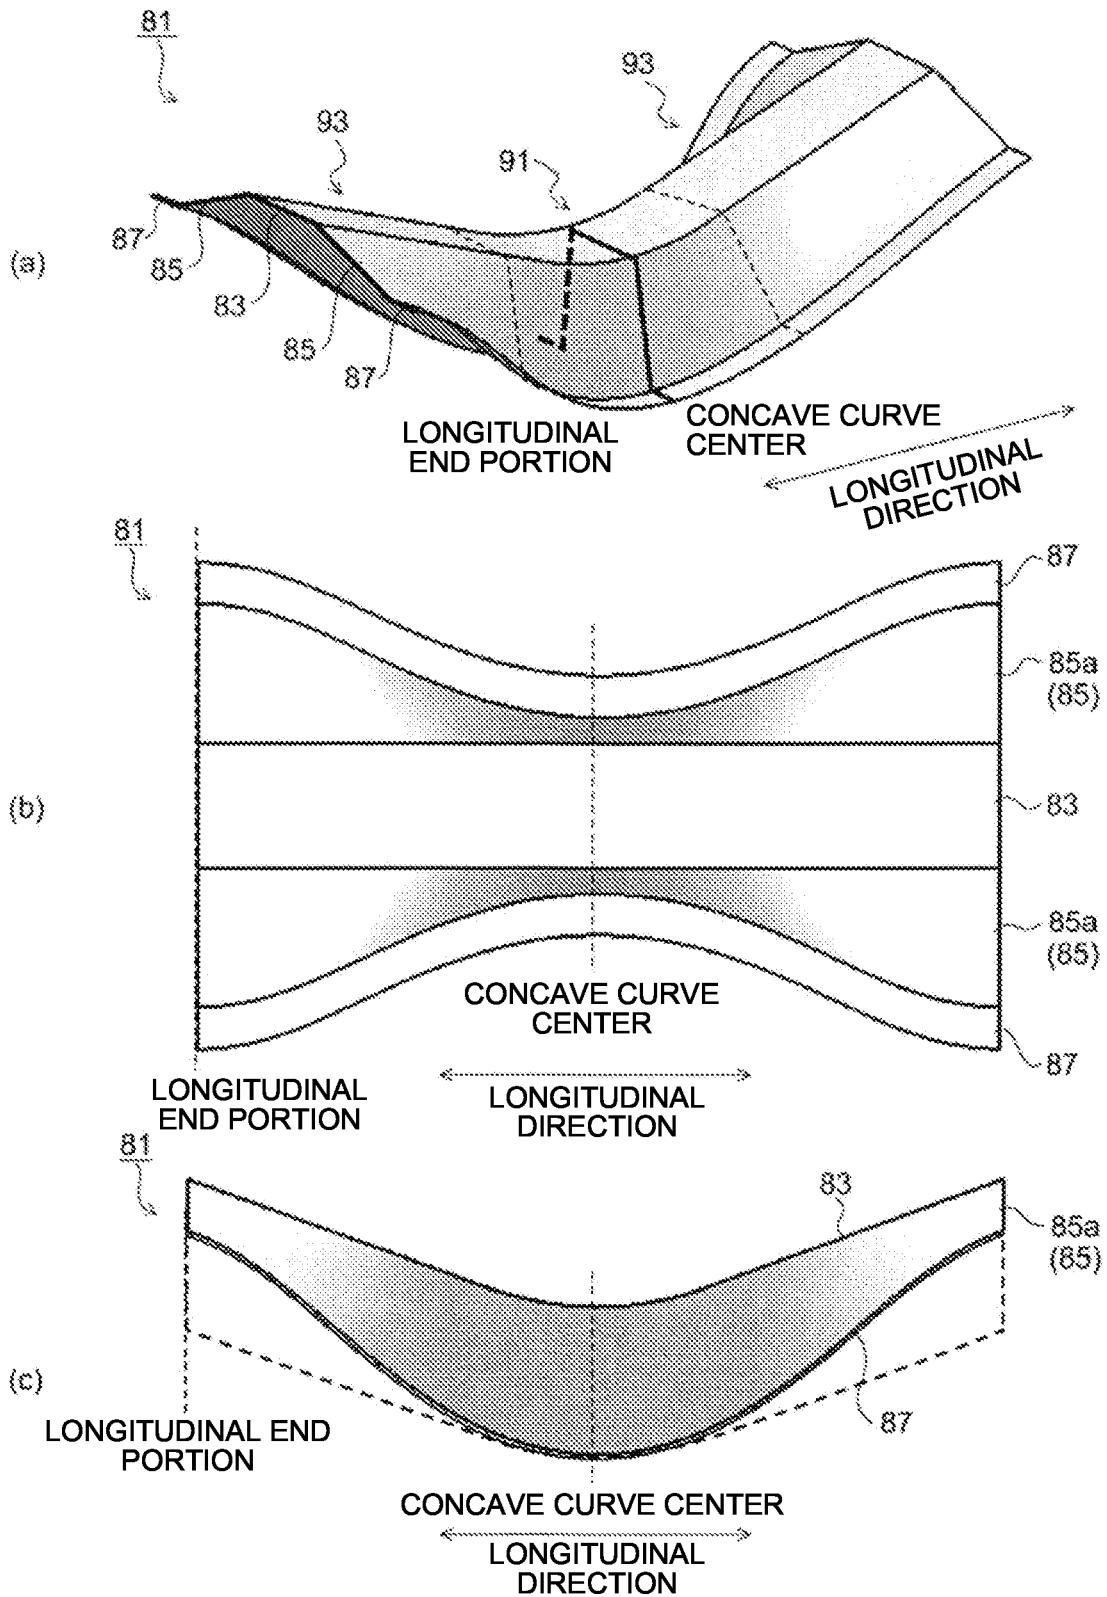 81
93
93
91
87
85
83
85
87
(a)
LONGITUDINAL
END PORTION
CONCAVE CURVE
CENTER
LONGITUDINAL
DIRECTION
81
87
85a
(85)
83
(b)
85a
(85)
CONCAVE CURVE
CENTER
87
LONGITUDINAL
END PORTION
LONGITUDINAL
DIRECTION
81
83
85a
(85)
(c)
87
LONGITUDINAL END
PORTION
CONCAVE CURVE CENTER
LONGITUDINAL
DIRECTION